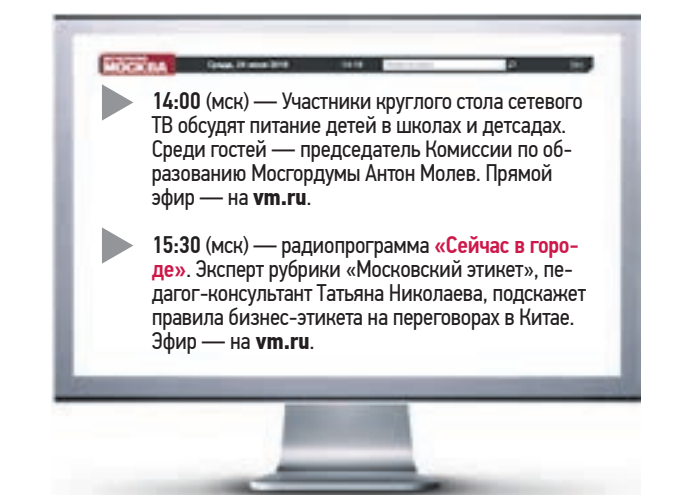 МОСКВА
14:00 (мск) — Участники круглого стола сетевого
ТВ обсудят питание детей в школах и детсадах.
Среди гостей — председатель Комиссии по об-
разованию Мосгордумы Антон Молев. Прямой
эфир — на vm.ru.
15:30 (мск) — радиопрограмма «Сейчас в горо-
де». Эксперт рубрики «Московский этикет», пе-
дагог-консультант Татьяна Николаева, подскажет
правила бизнес-этикета на переговорах в Китае.
Эфир — на vm.ru.